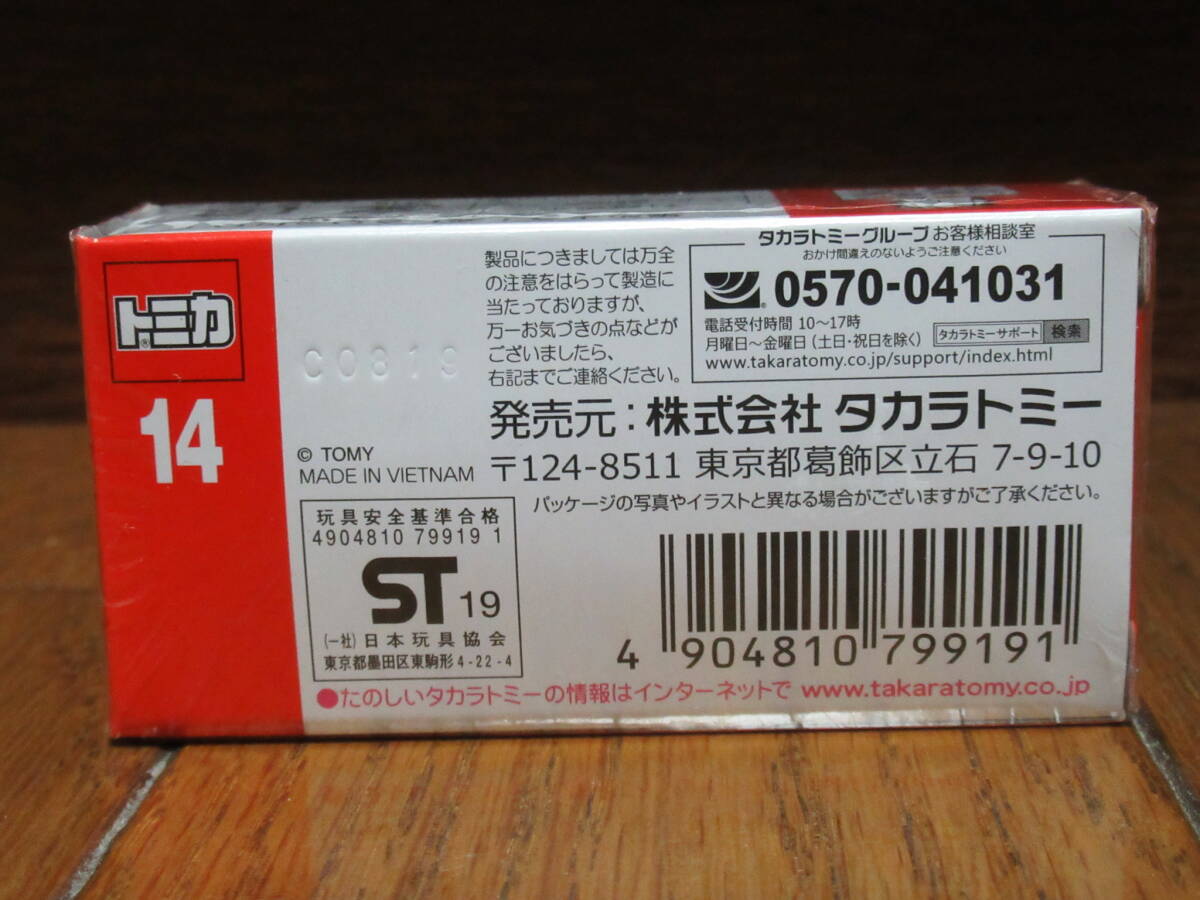 トミカ®
14
C0819
© TOMY
MADE IN VIETNAM
製品につきましては万全
の注意をはらって製造に
当たっておりますが、
万一お気づきの点などが
ございましたら、
右記までご連絡ください。
タカラトミーグループお客様相談室
おかけ間違えのないようご注意ください
0570-041031
電話受付時間 10～17時
月曜日～金曜日(土日・祝日を除く)
タカラトミーサポート 検索
www.takaratomy.co.jp/support/index.html
発売元：株式会社 タカラトミー
〒124-8511 東京都葛飾区立石 7-9-10
パッケージの写真やイラストと異なる場合がございますがご了承ください。
玩具安全基準合格
4904810 79919 1
ST 19
(一社)日本玩具協会
東京都墨田区東駒形4-22-4
4 904810 799191
●たのしいタカラトミーの情報はインターネットで www.takaratomy.co.jp